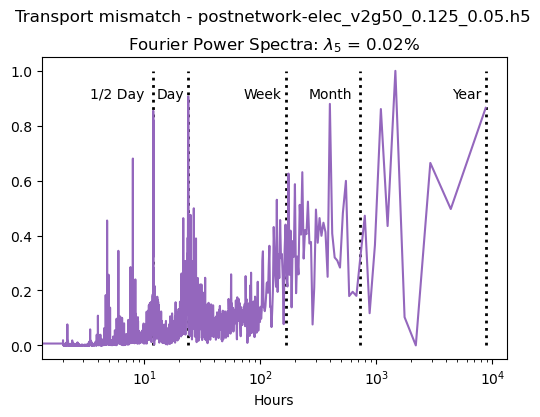 Transport mismatch - postnetwork-elec_v2g50_0.125_0.05.h5
Fourier Power Spectra: λ₅ = 0.02%
1/2 Day
Day
Week
Month
Year
1.0
0.8
0.6
0.4
0.2
0.0
10¹
10²
10³
10⁴
Hours